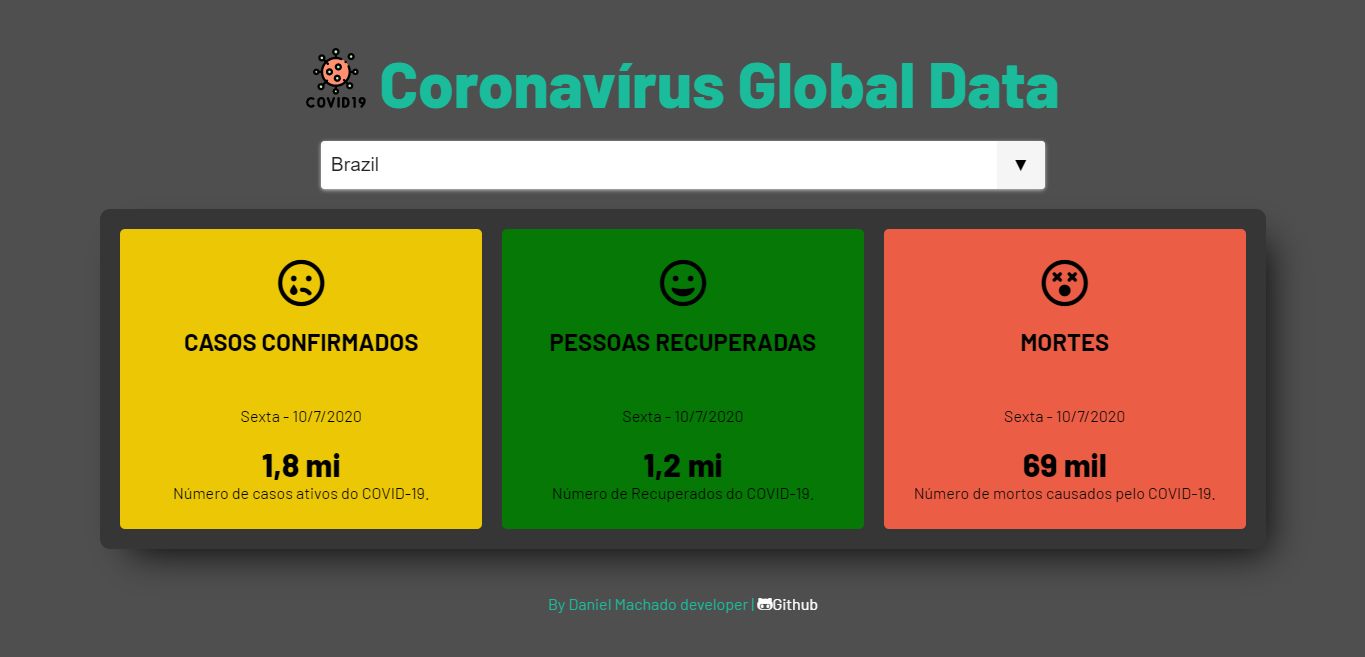 COVID19
Coronavírus Global Data
Brazil
CASOS CONFIRMADOS
Sexta - 10/7/2020
1,8 mi
Número de casos ativos do COVID-19.
PESSOAS RECUPERADAS
Sexta - 10/7/2020
1,2 mi
Número de Recuperados do COVID-19.
MORTES
Sexta - 10/7/2020
69 mil
Número de mortos causados pelo COVID-19.
By Daniel Machado developer | Github